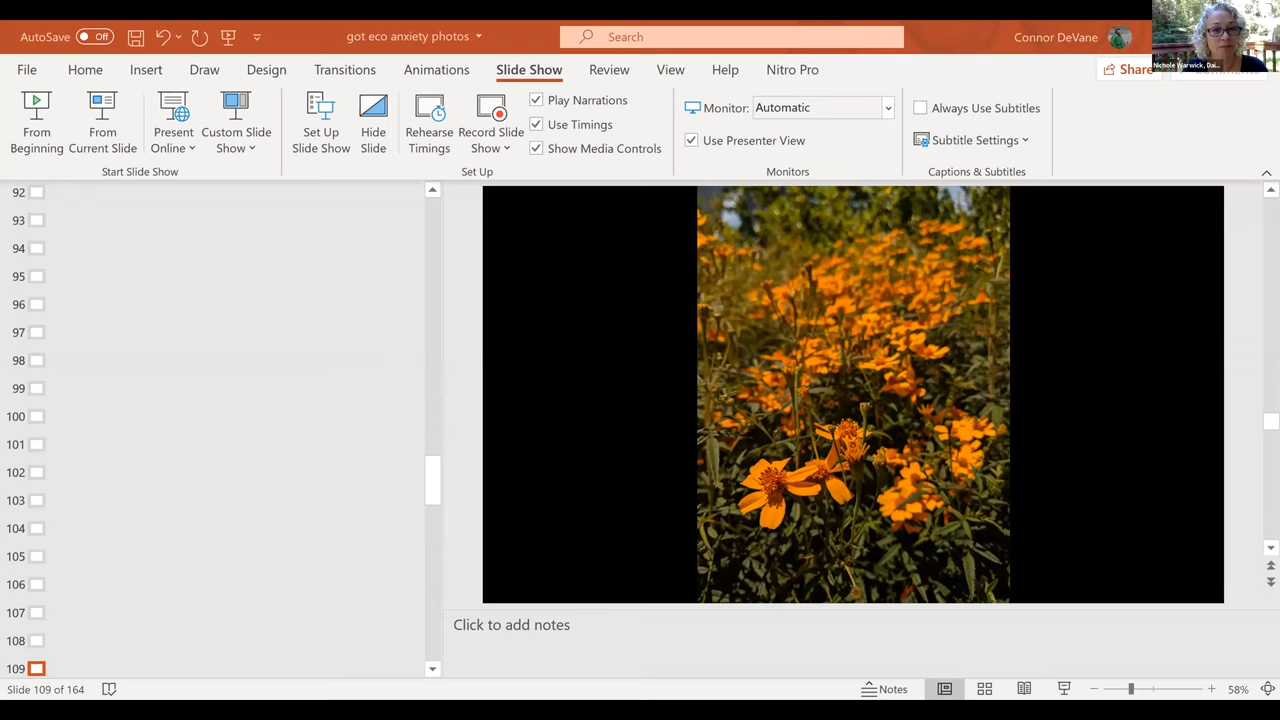 AutoSave Off
got eco anxiety photos
Search
Connor DeVane
Nichole Warwick, Dai...
File Home Insert Draw Design Transitions Animations Slide Show Review View Help Nitro Pro
Share
Comments
From Beginning
From Current Slide
Present Online
Custom Slide Show
Start Slide Show
Set Up Slide Show
Hide Slide
Rehearse Timings
Record Slide Show
Play Narrations
Use Timings
Show Media Controls
Set Up
Monitor: Automatic
Use Presenter View
Monitors
Always Use Subtitles
Subtitle Settings
Captions & Subtitles
92
93
94
95
96
97
98
99
100
101
102
103
104
105
106
107
108
109
Click to add notes
Slide 109 of 164
Notes
58%